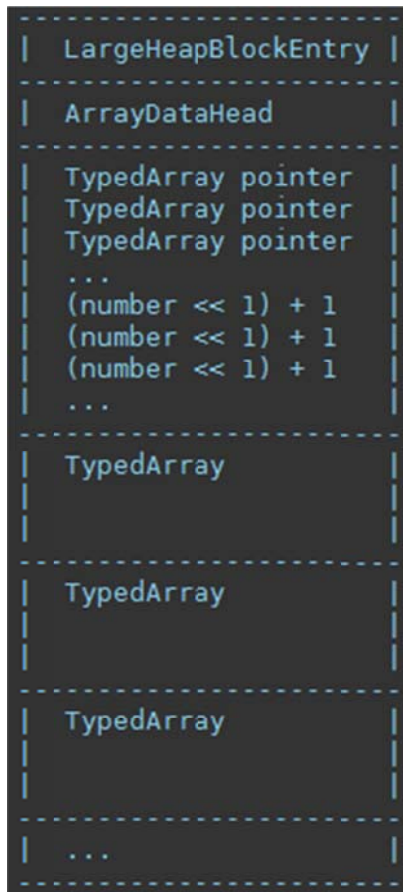 LargeHeapBlockEntry
ArrayDataHead
TypedArray pointer
TypedArray pointer
TypedArray pointer
...
(number << 1) + 1
(number << 1) + 1
(number << 1) + 1
...
TypedArray
TypedArray
TypedArray
...